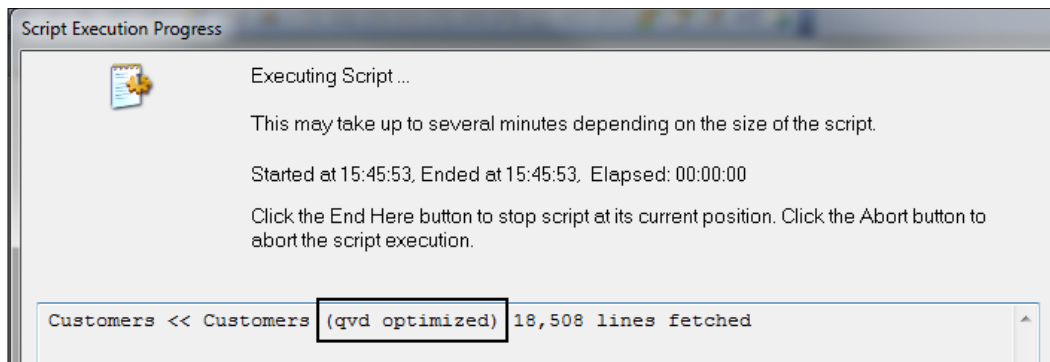 Script Execution Progress
Executing Script ...
This may take up to several minutes depending on the size of the script.
Started at 15:45:53, Ended at 15:45:53,  Elapsed: 00:00:00
Click the End Here button to stop script at its current position. Click the Abort button to
abort the script execution.
Customers << Customers (qvd optimized) 18,508 lines fetched